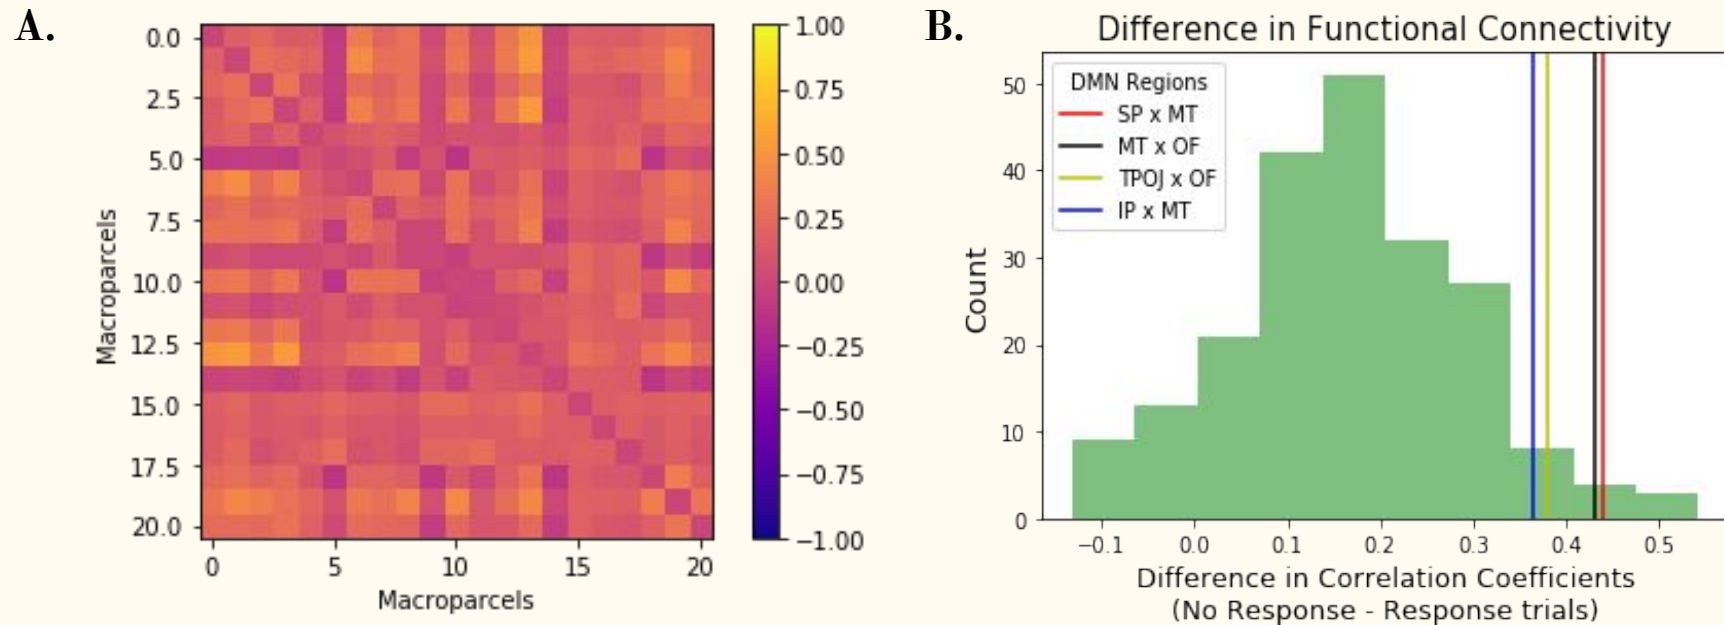 A.
0.0
2.5
5.0
7.5
10.0
12.5
15.0
17.5
20.0
Macroparcels
0 5 10 15 20
Macroparcels
1.00
0.75
0.50
0.25
0.00
−0.25
−0.50
−0.75
−1.00
B.
Difference in Functional Connectivity
DMN Regions
SP x MT
MT x OF
TPOJ x OF
IP x MT
50
40
30
20
10
0
Count
−0.1 0.0 0.1 0.2 0.3 0.4 0.5
Difference in Correlation Coefficients
(No Response - Response trials)